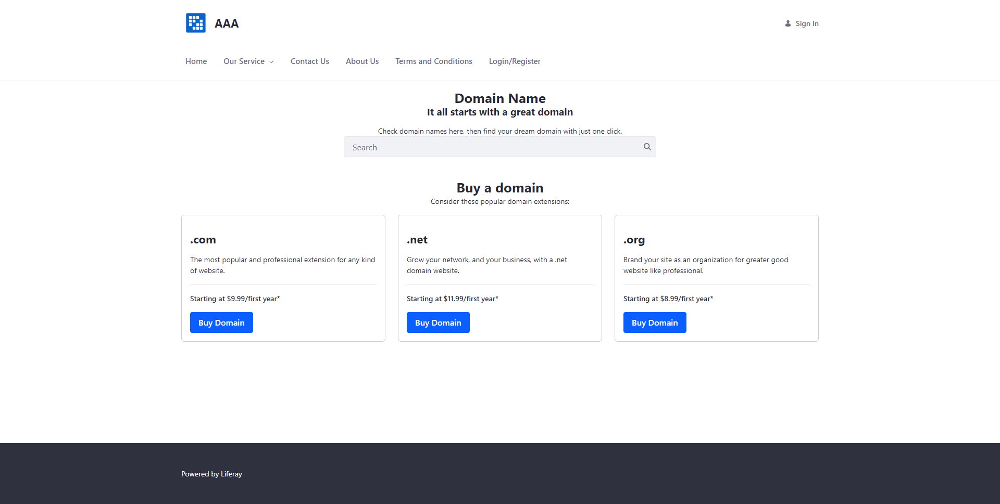 AAA
Sign In
Home
Our Service
Contact Us
About Us
Terms and Conditions
Login/Register
Domain Name
It all starts with a great domain
Check domain names here, then find your dream domain with just one click.
Search
Buy a domain
Consider these popular domain extensions:
.com
The most popular and professional extension for any kind
of website.
Starting at $9.99/first year*
Buy Domain
.net
Grow your network, and your business, with a .net
domain website.
Starting at $11.99/first year*
Buy Domain
.org
Brand your site as an organization for greater good
website like professional.
Starting at $8.99/first year*
Buy Domain
Powered by Liferay